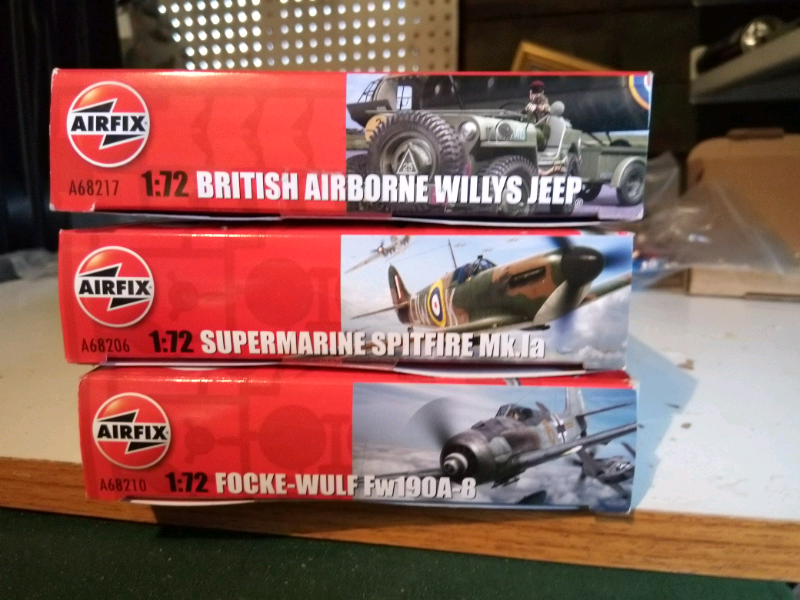 AIRFIX
A68217 1:72 BRITISH AIRBORNE WILLYS JEEP®
AIRFIX
A68206 1:72 SUPERMARINE SPITFIRE Mk.Ia
AIRFIX
A68210 1:72 FOCKE-WULF Fw190A-8